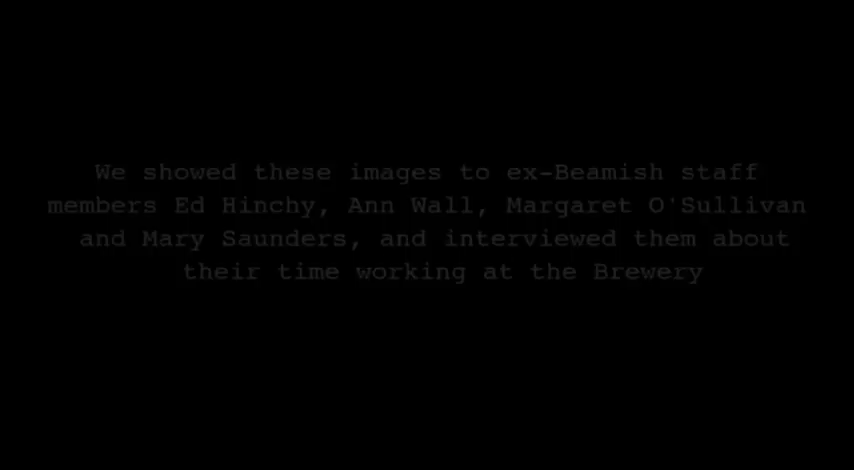 We showed these images to ex-Beamish staff
members Ed Hinchy, Ann Wall, Margaret O'Sullivan
and Mary Saunders, and interviewed them about
their time working at the Brewery